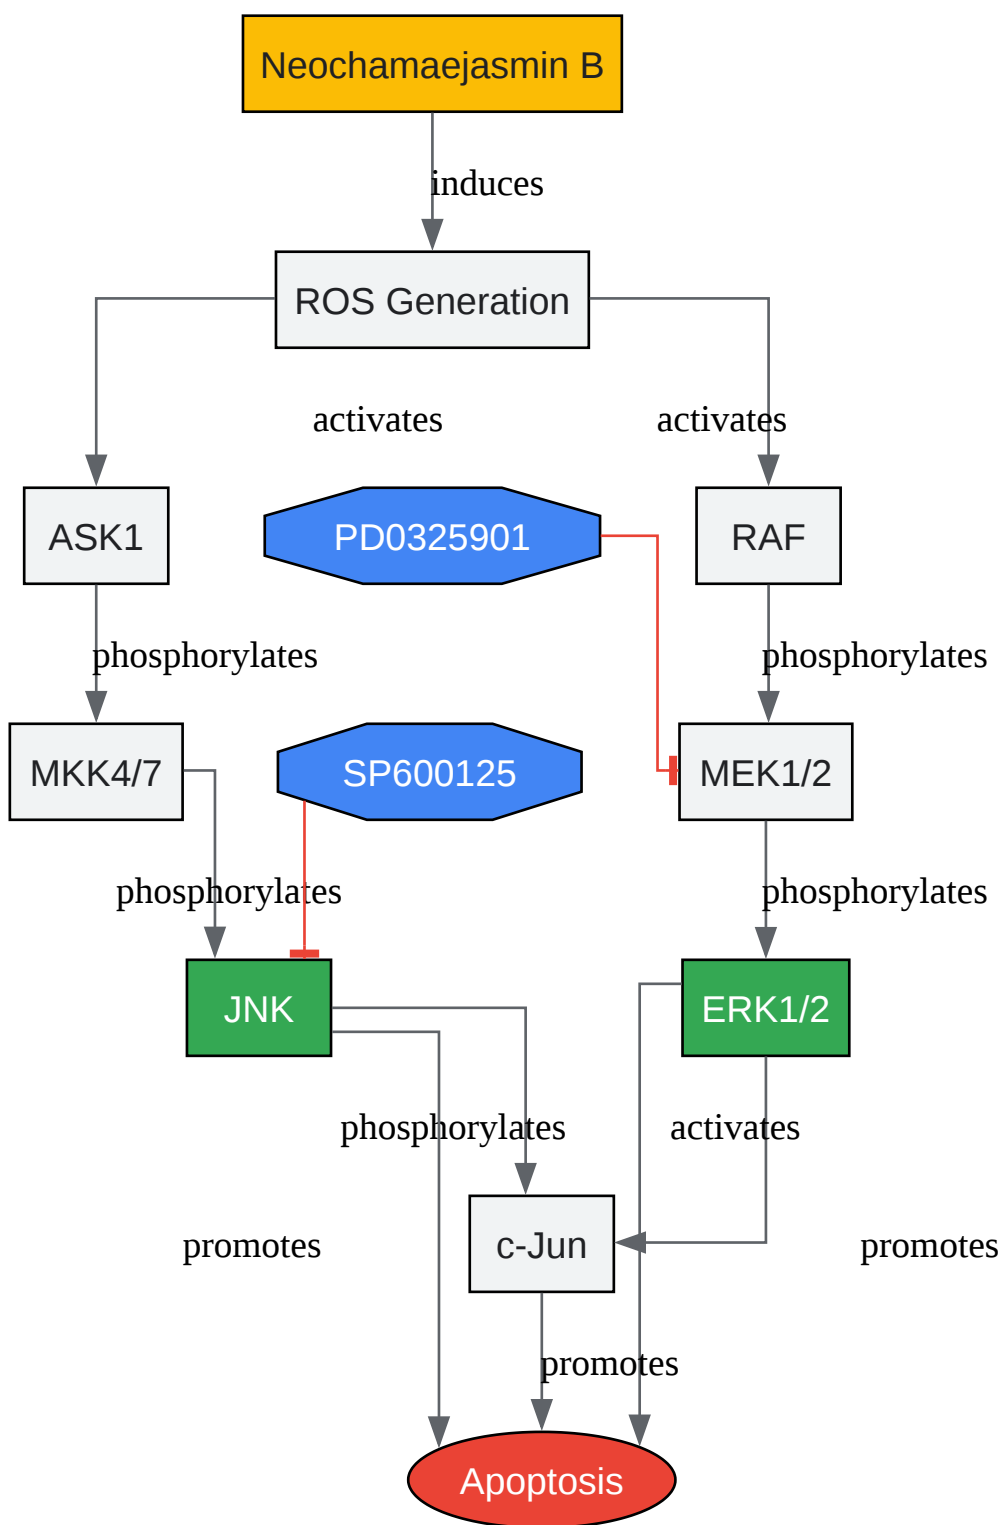 Neochamaejasmin B
induces
ROS Generation
activates
activates
ASK1
PD0325901
RAF
phosphorylates
phosphorylates
MKK4/7
SP600125
MEK1/2
phosphorylates
phosphorylates
JNK
ERK1/2
phosphorylates
activates
promotes
c-Jun
promotes
promotes
Apoptosis